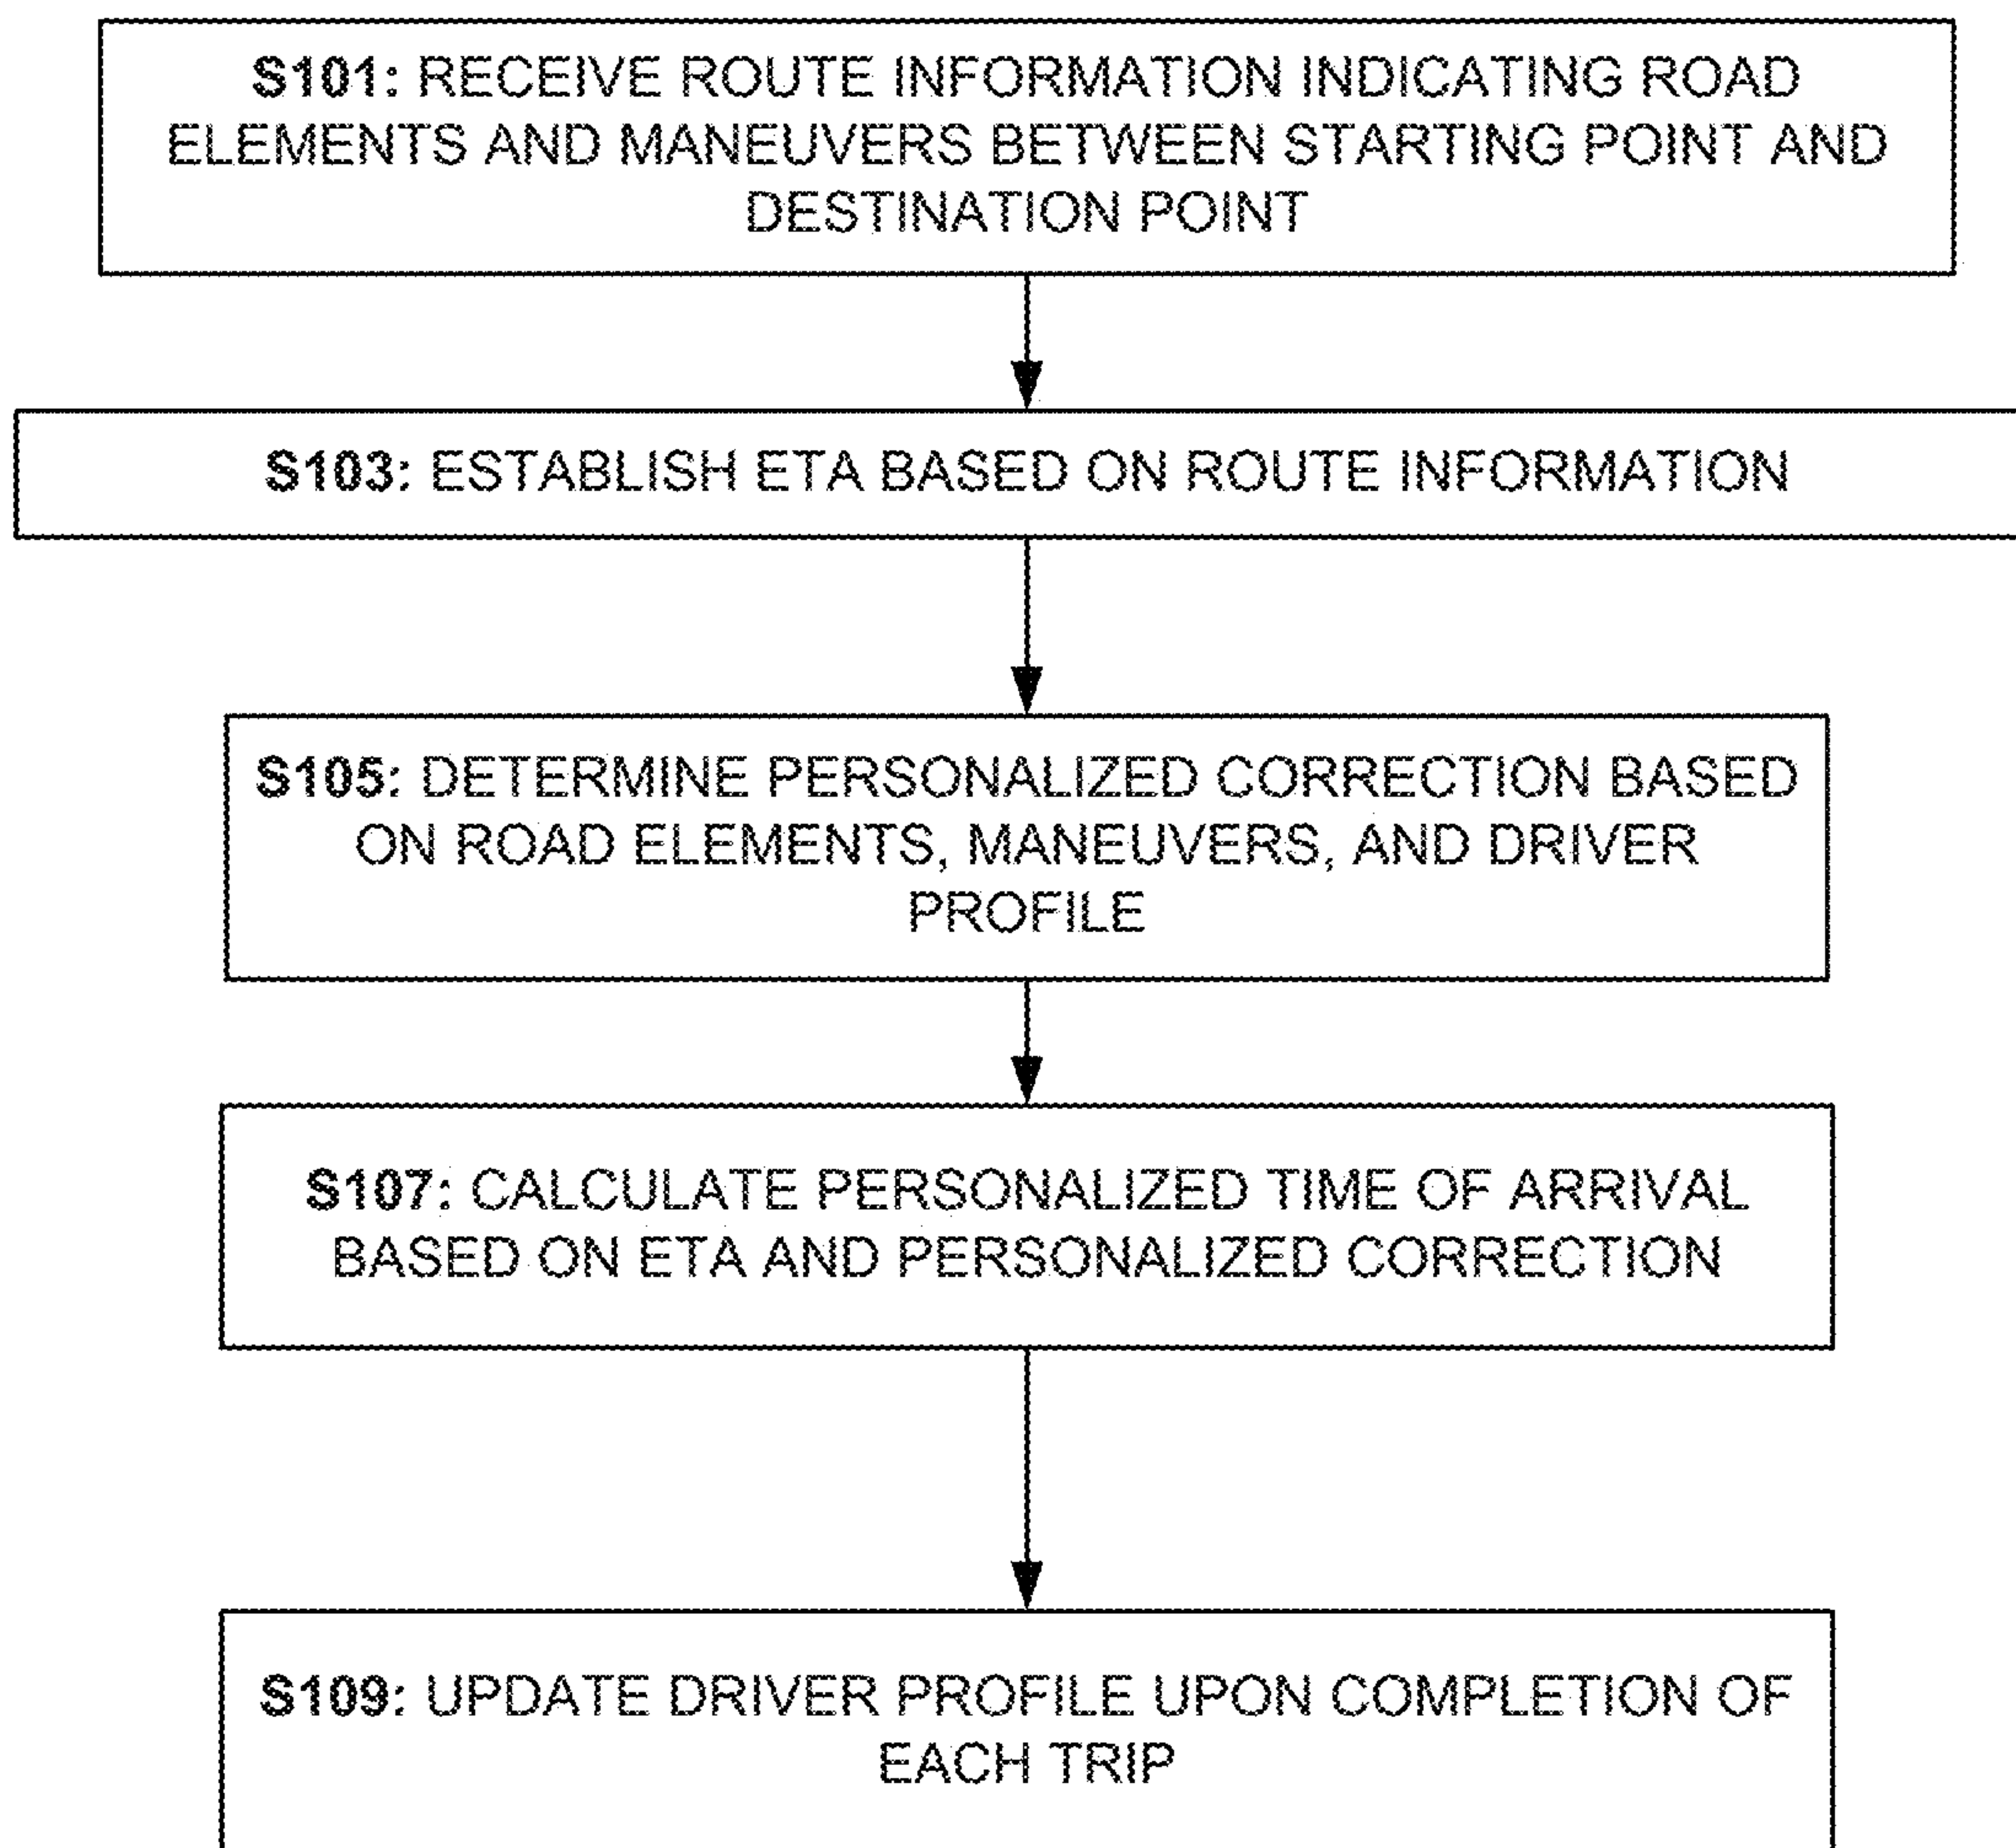 S101: RECEIVE ROUTE INFORMATION INDICATING ROAD
ELEMENTS AND MANEUVERS BETWEEN STARTING POINT AND
DESTINATION POINT
S103: ESTABLISH ETA BASED ON ROUTE INFORMATION
S105: DETERMINE PERSONALIZED CORRECTION BASED
ON ROAD ELEMENTS, MANEUVERS, AND DRIVER
PROFILE
S107: CALCULATE PERSONALIZED TIME OF ARRIVAL
BASED ON ETA AND PERSONALIZED CORRECTION
S109: UPDATE DRIVER PROFILE UPON COMPLETION OF
EACH TRIP